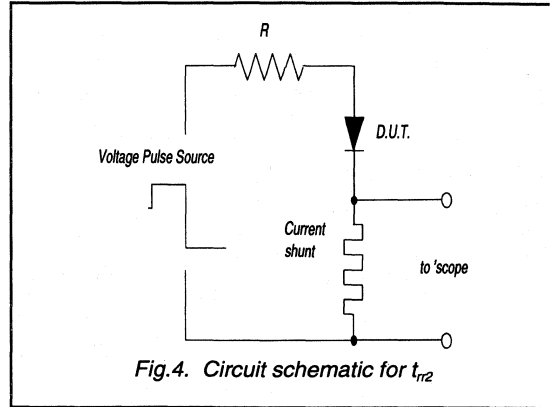 R
D.U.T.
Voltage Pulse Source
Current
shunt
to 'scope
Fig.4. Circuit schematic for trr2